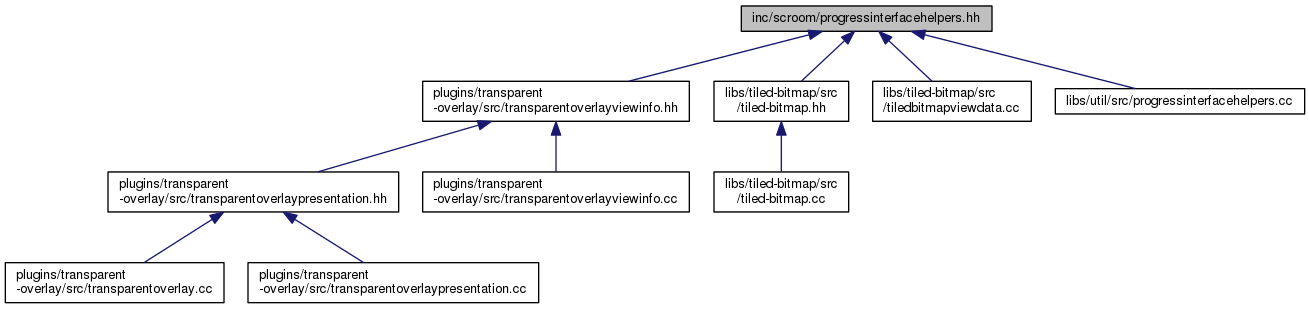 inc/scroom/progressinterfacehelpers.hh
plugins/transparent
-overlay/src/transparentoverlayviewinfo.hh
libs/tiled-bitmap/src
/tiled-bitmap.hh
libs/tiled-bitmap/src
/tiledbitmapviewdata.cc
libs/util/src/progressinterfacehelpers.cc
plugins/transparent
-overlay/src/transparentoverlaypresentation.hh
plugins/transparent
-overlay/src/transparentoverlayviewinfo.cc
libs/tiled-bitmap/src
/tiled-bitmap.cc
plugins/transparent
-overlay/src/transparentoverlay.cc
plugins/transparent
-overlay/src/transparentoverlaypresentation.cc